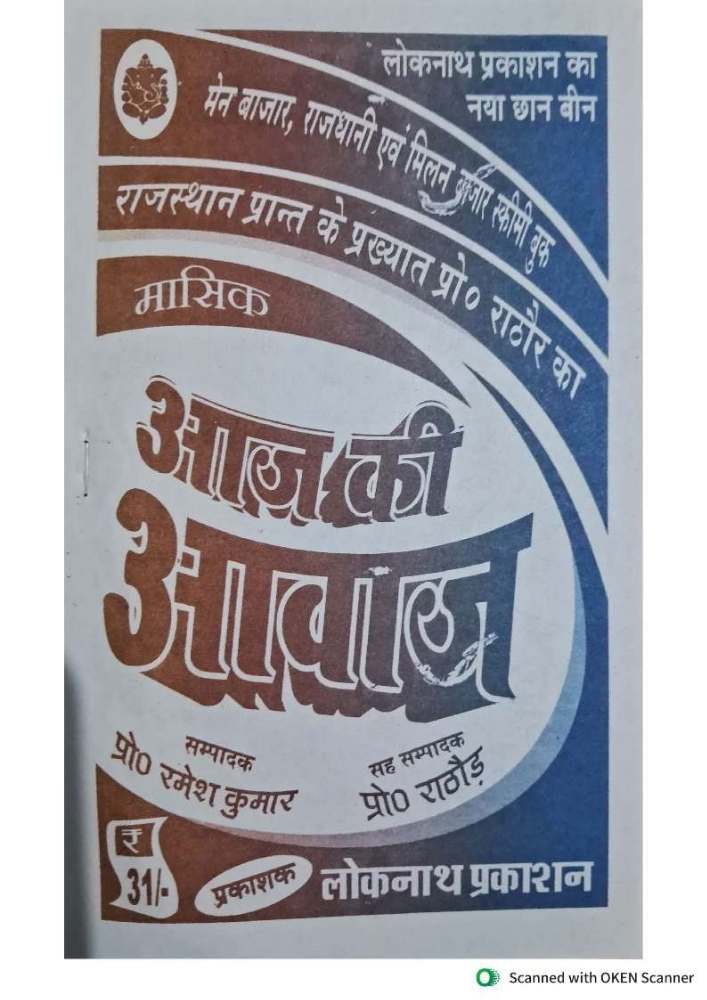 लोकनाथ प्रकाशन का
नया छान बीन
मेन बाजार, राजधानी एवं मिलन बाजार स्कीमी बुक
राजस्थान प्रान्त के प्रख्यात प्रो० राठौर का
मासिक
आज की
आवाज
सम्पादक
प्रो० रमेश कुमार
सह सम्पादक
प्रो० राठौड़
₹
31/-
प्रकाशक
लोकनाथ प्रकाशन
Scanned with OKEN Scanner